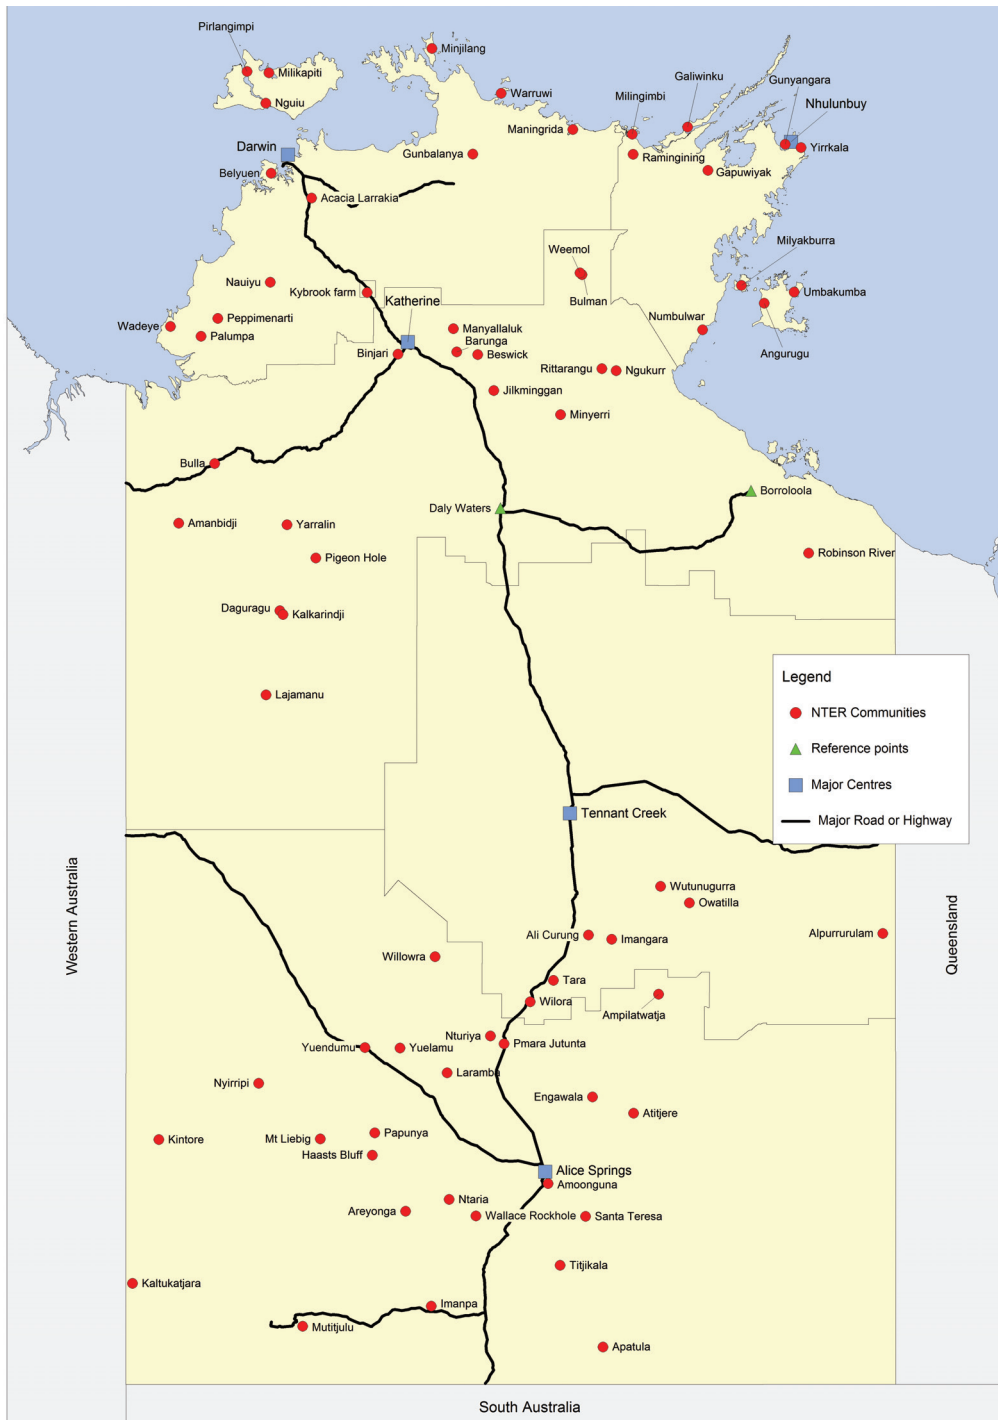 Pirlangimpi
Minjilang
Milikapiti
Galiwinku
Gunyangara
Warruwi
Milingimbi
Nguiu
Nhulunbuy
Maningrida
Darwin
Gunbalanya
Yirrkala
Ramingining
Belyuen
Gapuwiyak
Acacia Larrakia
Milyakburra
Weemol
Nauiyu
Kybrook farm
Umbakumba
Katherine
Bulman
Peppimenarti
Numbulwar
Wadeye
Manyallaluk
Palumpa
Barunga
Binjari
Beswick
Angurugu
Rittarangu
Ngukurr
Jilkminggan
Minyerri
Bulla
Borroloola
Daly Waters
Amanbidji
Yarralin
Robinson River
Pigeon Hole
Daguragu
Kalkarindji
Lajamanu
Legend
NTER Communities
Reference points
Major Centres
Major Road or Highway
Tennant Creek
Wutunugurra
Owatilla
Western Australia
Queensland
Ali Curung
Imangara
Alpurrurulam
Willowra
Tara
Wilora
Ampilatwatja
Nturiya
Pmara Jutunta
Yuendumu
Yuelamu
Laramba
Nyirripi
Engawala
Atitjere
Papunya
Kintore
Mt Liebig
Haasts Bluff
Alice Springs
Amoonguna
Ntaria
Areyonga
Wallace Rockhole
Santa Teresa
Titjikala
Kaltukatjara
Imanpa
Mutitjulu
Apatula
South Australia